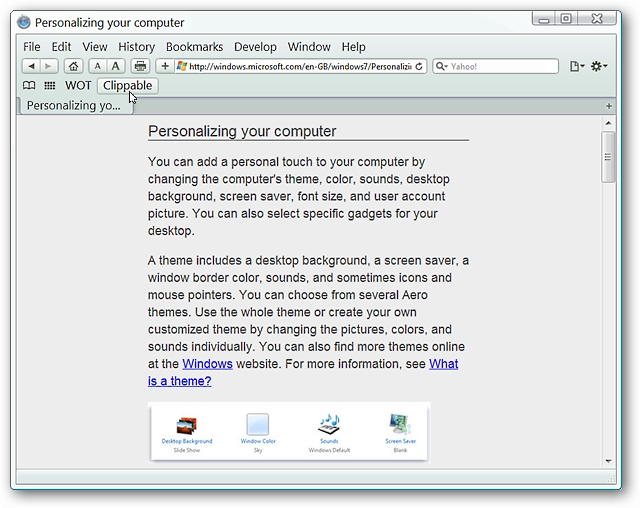 Personalizing your computer
File Edit View History Bookmarks Develop Window Help
A A + http://windows.microsoft.com/en-GB/windows7/Personalizin Yahoo!
WOT Clippable
Personalizing yo... +
Personalizing your computer
You can add a personal touch to your computer by
changing the computer's theme, color, sounds, desktop
background, screen saver, font size, and user account
picture. You can also select specific gadgets for your
desktop.
A theme includes a desktop background, a screen saver, a
window border color, sounds, and sometimes icons and
mouse pointers. You can choose from several Aero
themes. Use the whole theme or create your own
customized theme by changing the pictures, colors, and
sounds individually. You can also find more themes online
at the Windows website. For more information, see What
is a theme?
Desktop Background Window Color Sounds Screen Saver
Slide Show Sky Windows Default Blank